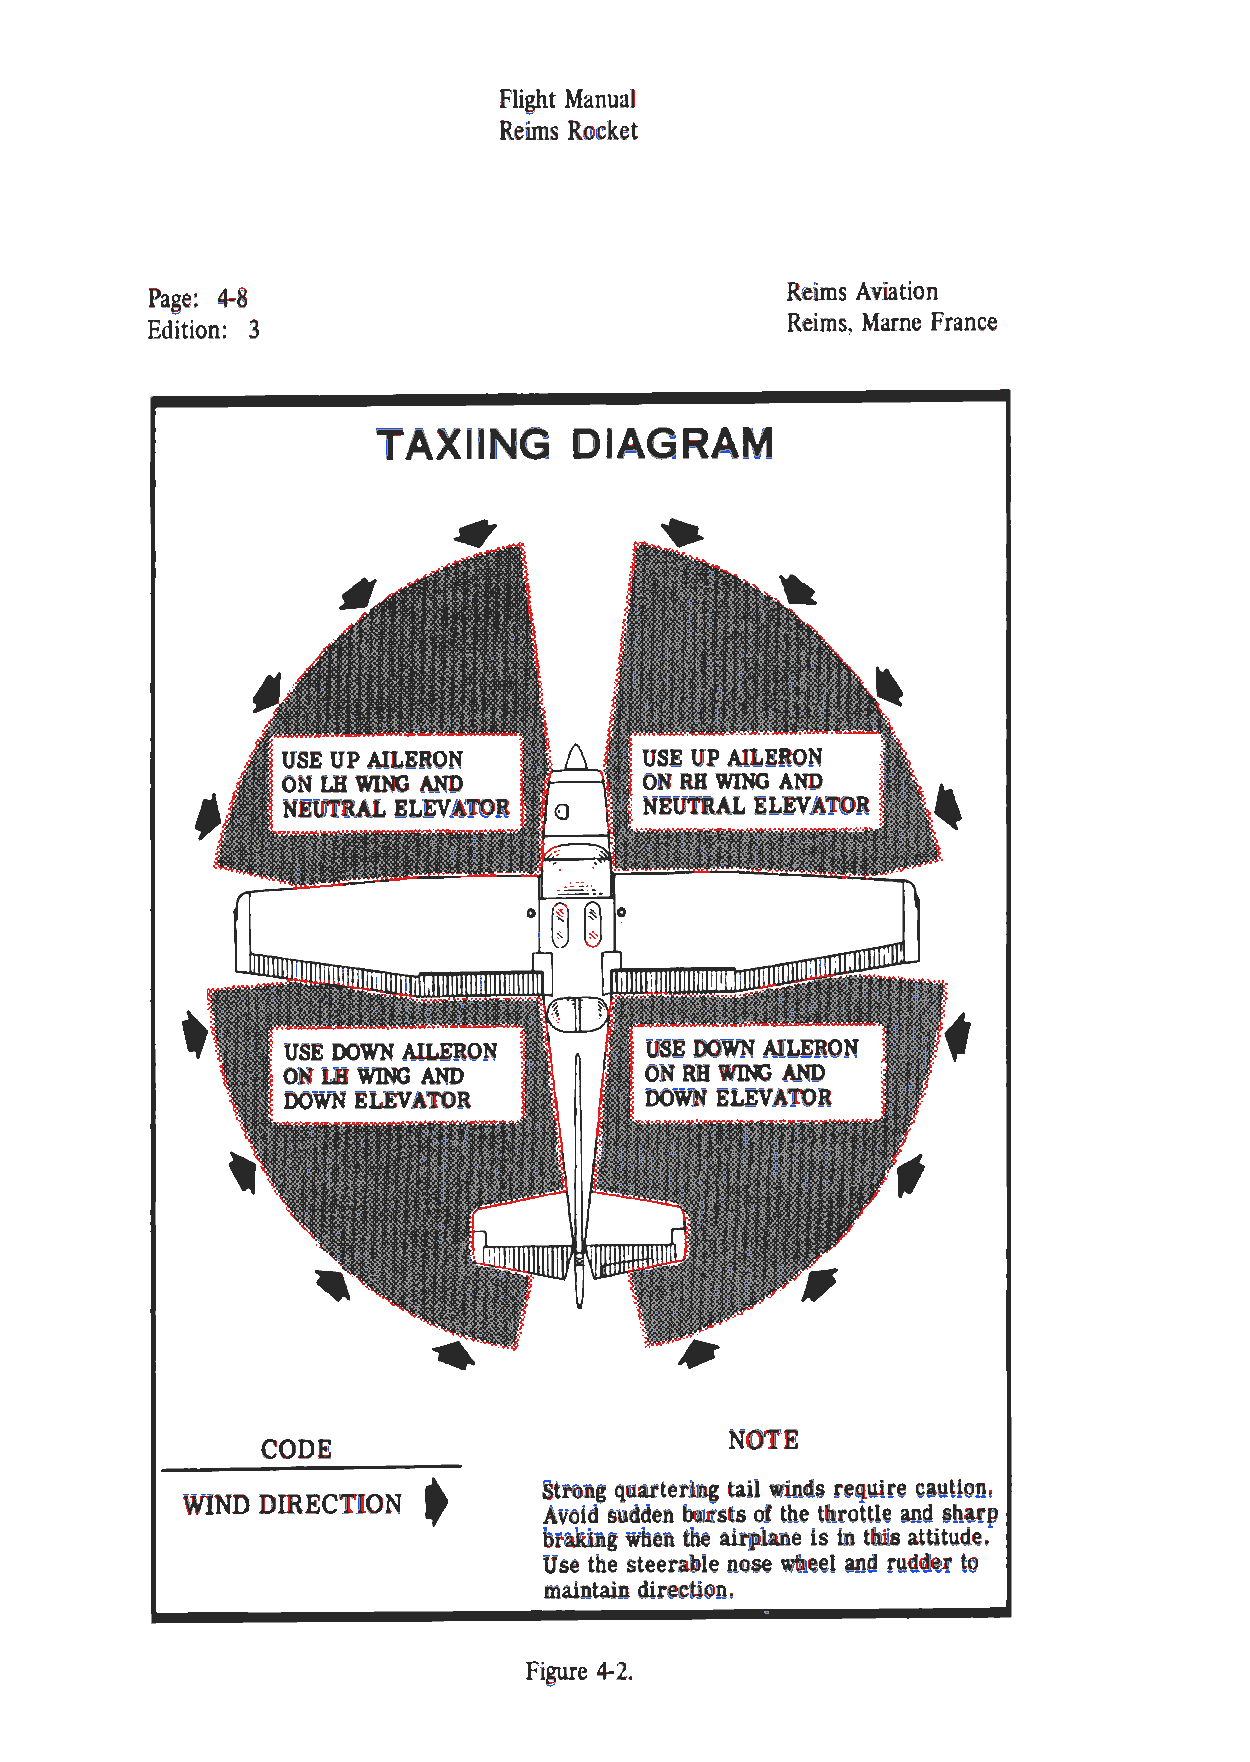 Flight Manual
Reims Rocket
Page: 4-8
Edition: 3
Reims Aviation
Reims, Marne France
TAXIING DIAGRAM
USE UP AILERON
ON LH WING AND
NEUTRAL ELEVATOR
USE UP AILERON
ON RH WING AND
NEUTRAL ELEVATOR
USE DOWN AILERON
ON LH WING AND
DOWN ELEVATOR
USE DOWN AILERON
ON RH WING AND
DOWN ELEVATOR
CODE
WIND DIRECTION
NOTE
Strong quartering tail winds require caution.
Avoid sudden bursts of the throttle and sharp
braking when the airplane is in this attitude.
Use the steerable nose wheel and rudder to
maintain direction.
Figure 4-2.